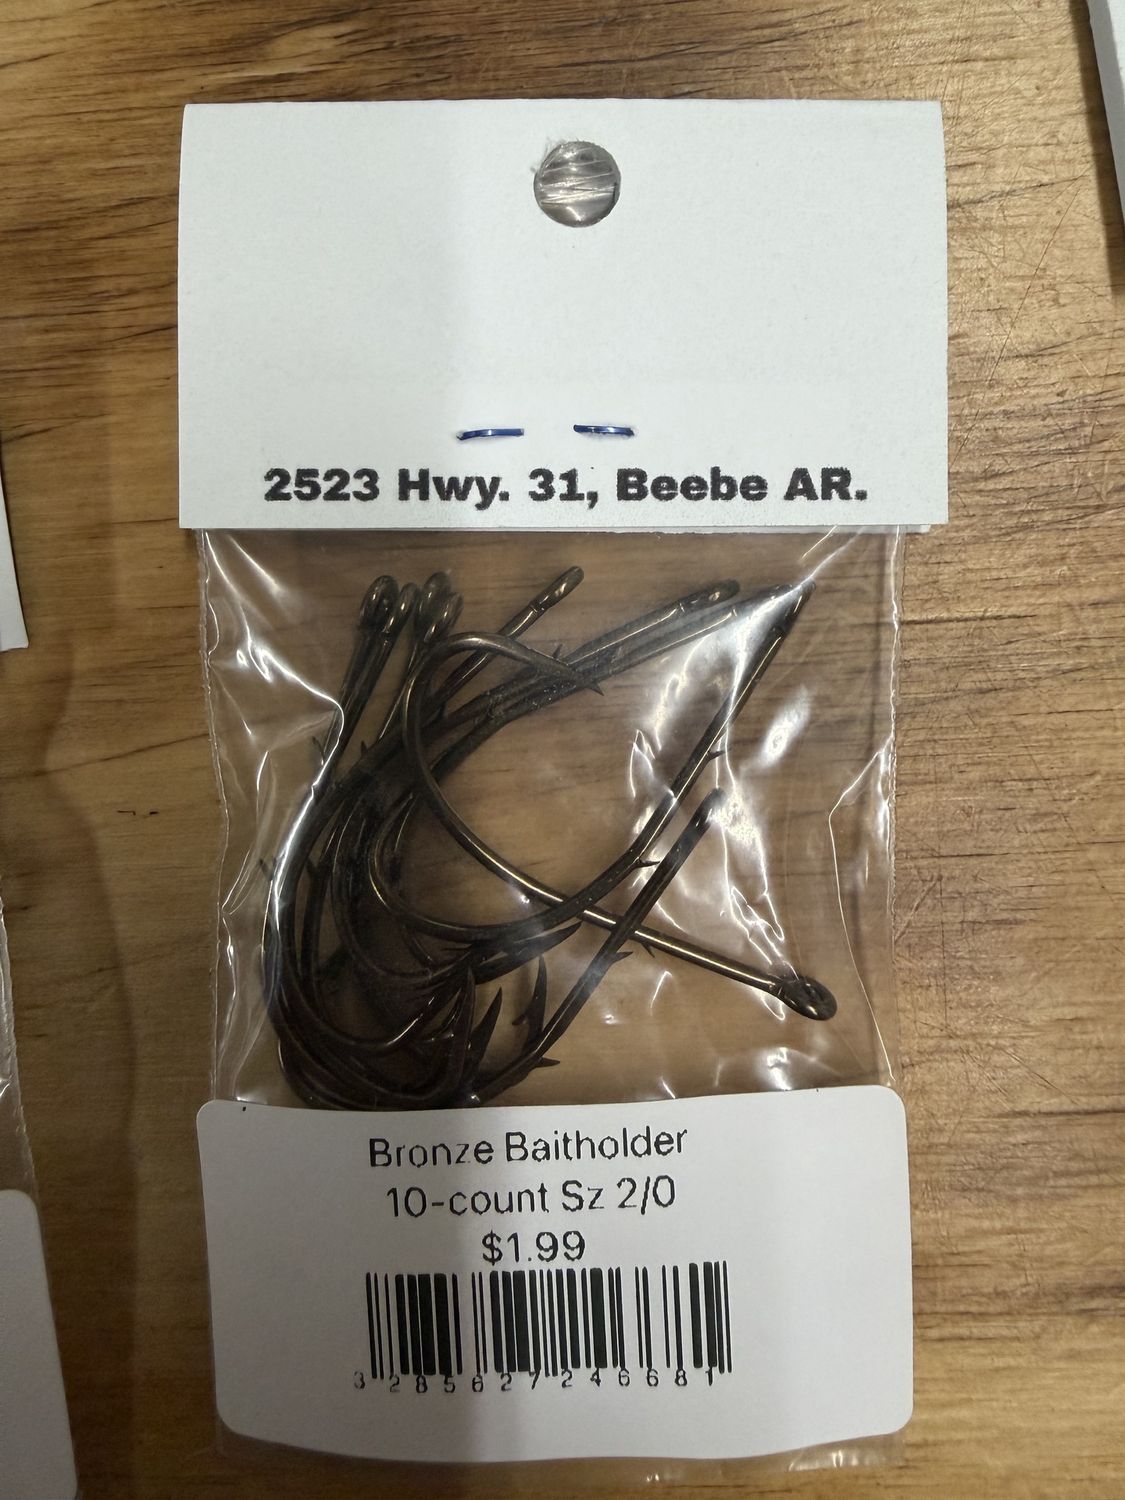 2523 Hwy. 31, Beebe AR.
Bronze Baitholder
10-count Sz 2/0
$1.99
3 285627 246681